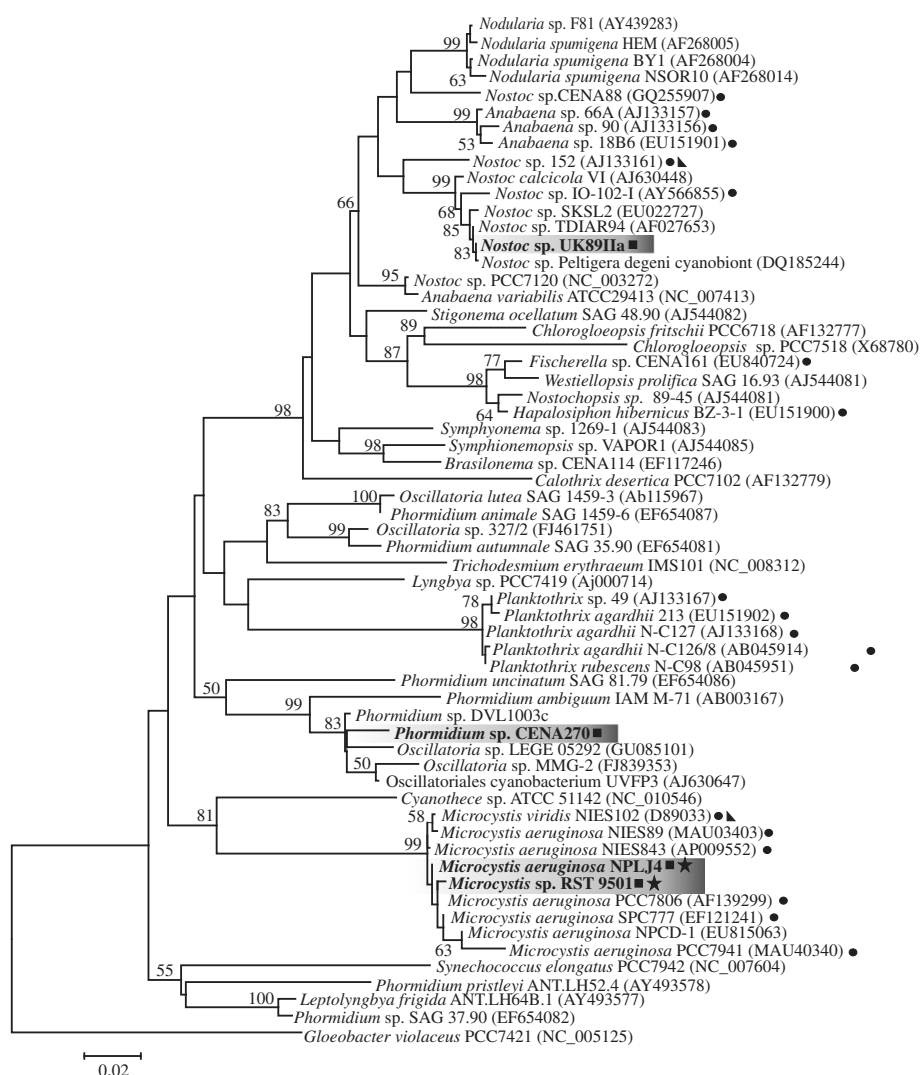 Nodularia sp. F81 (AY439283)
99
Nodularia spumigena HEM (AF268005)
Nodularia spumigena BY1 (AF268004)
63
Nodularia spumigena NSOR10 (AF268014)
Nostoc sp.CENA88 (GQ255907)●
99
Anabaena sp. 66A (AJ133157)●
Anabaena sp. 90 (AJ133156)●
53
Anabaena sp. 18B6 (EU151901)●
Nostoc sp. 152 (AJ133161)●◣
99
Nostoc calcicola VI (AJ630448)
Nostoc sp. IO-102-I (AY566855)●
66
68
Nostoc sp. SKSL2 (EU022727)
85
Nostoc sp. TDIAR94 (AF027653)
83
Nostoc sp. UK89IIa■
Nostoc sp. Peltigera degeni cyanobiont (DQ185244)
95
Nostoc sp. PCC7120 (NC_003272)
Anabaena variabilis ATCC29413 (NC_007413)
Stigonema ocellatum SAG 48.90 (AJ544082)
89
Chlorogloeopsis fritschii PCC6718 (AF132777)
Chlorogloeopsis sp. PCC7518 (X68780)
87
77
Fischerella sp. CENA161 (EU840724)●
98
Westiellopsis prolifica SAG 16.93 (AJ544081)
Nostochopsis sp. 89-45 (AJ544081)
64
Hapalosiphon hibernicus BZ-3-1 (EU151900)●
98
Symphyonema sp. 1269-1 (AJ544083)
98
Symphionemopsis sp. VAPOR1 (AJ544085)
Brasilonema sp. CENA114 (EF117246)
Calothrix desertica PCC7102 (AF132779)
100
Oscillatoria lutea SAG 1459-3 (Ab115967)
83
Phormidium animale SAG 1459-6 (EF654087)
99
Oscillatoria sp. 327/2 (FJ461751)
Phormidium autumnale SAG 35.90 (EF654081)
Trichodesmium erythraeum IMS101 (NC_008312)
Lyngbya sp. PCC7419 (Aj000714)
78
Planktothrix sp. 49 (AJ133167)●
Planktothrix agardhii 213 (EU151902)●
98
Planktothrix agardhii N-C127 (AJ133168)●
Planktothrix agardhii N-C126/8 (AB045914)●
Planktothrix rubescens N-C98 (AB045951)●
50
Phormidium uncinatum SAG 81.79 (EF654086)
99
Phormidium ambiguum IAM M-71 (AB003167)
Phormidium sp. DVL1003c
83
Phormidium sp. CENA270■
Oscillatoria sp. LEGE 05292 (GU085101)
50
Oscillatoria sp. MMG-2 (FJ839353)
Oscillatoriales cyanobacterium UVFP3 (AJ630647)
Cyanothece sp. ATCC 51142 (NC_010546)
81
58
Microcystis viridis NIES102 (D89033)●◣
Microcystis aeruginosa NIES89 (MAU03403)●
99
Microcystis aeruginosa NIES843 (AP009552)●
Microcystis aeruginosa NPLJ4■★
Microcystis sp. RST 9501■★
Microcystis aeruginosa PCC7806 (AF139299)●
Microcystis aeruginosa SPC777 (EF121241)●
Microcystis aeruginosa NPCD-1 (EU815063)
63
Microcystis aeruginosa PCC7941 (MAU40340)●
55
Synechococcus elongatus PCC7942 (NC_007604)
Phormidium pristleyi ANT.LH52.4 (AY493578)
100
Leptolyngbya frigida ANT.LH64B.1 (AY493577)
Phormidium sp. SAG 37.90 (EF654082)
Gloeobacter violaceus PCC7421 (NC_005125)
0.02